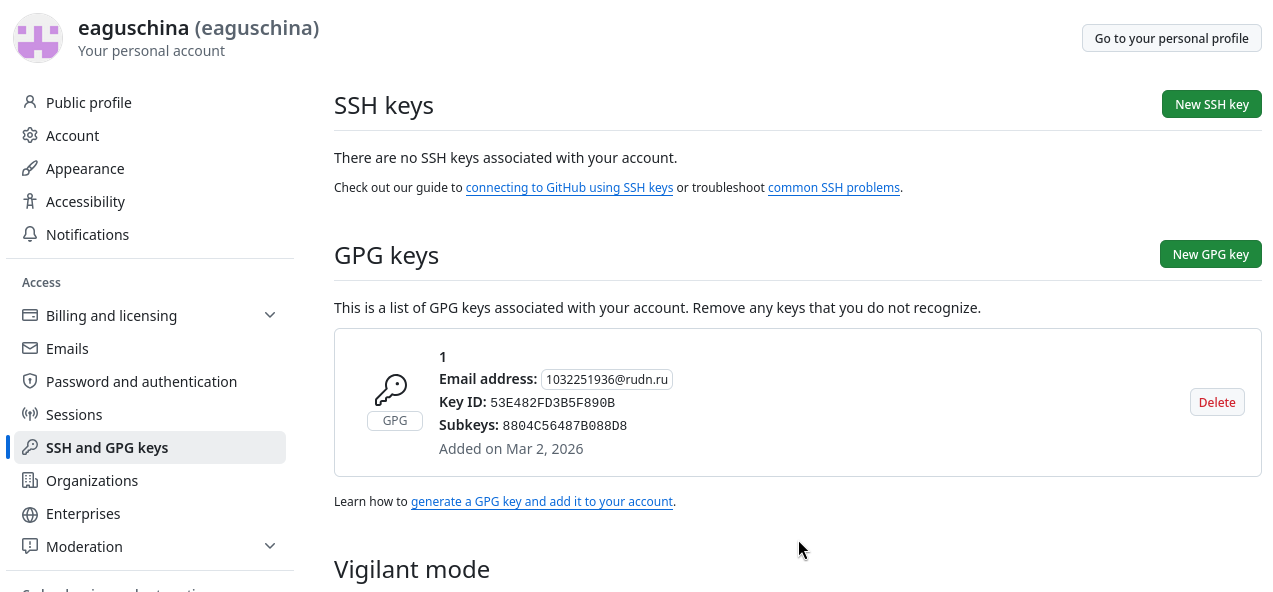 eaguschina (eaguschina)
Your personal account
Go to your personal profile
Public profile
Account
Appearance
Accessibility
Notifications
Access
Billing and licensing
Emails
Password and authentication
Sessions
SSH and GPG keys
Organizations
Enterprises
Moderation
SSH keys
New SSH key
There are no SSH keys associated with your account.
Check out our guide to connecting to GitHub using SSH keys or troubleshoot common SSH problems.
GPG keys
New GPG key
This is a list of GPG keys associated with your account. Remove any keys that you do not recognize.
GPG
1
Email address: 1032251936@rudn.ru
Key ID: 53E482FD3B5F890B
Subkeys: 8804C56487B088D8
Added on Mar 2, 2026
Delete
Learn how to generate a GPG key and add it to your account.
Vigilant mode